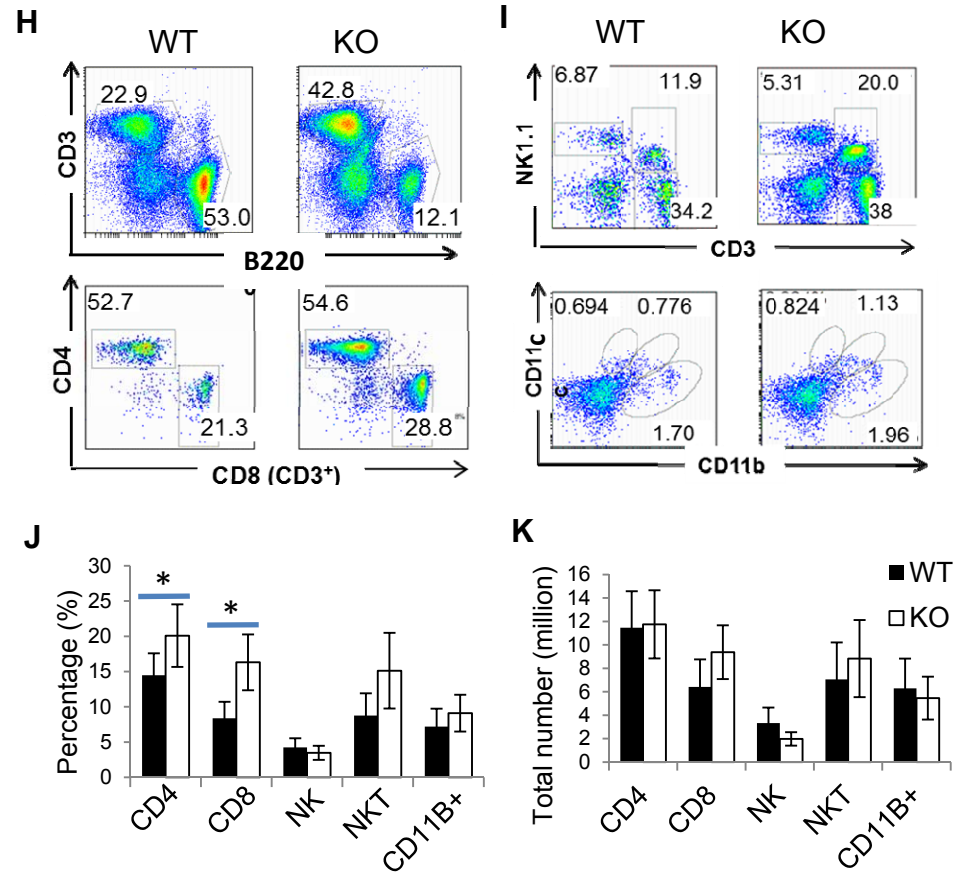 H
WT
KO
22.9
53.0
42.8
12.1
CD3
B220
52.7
21.3
54.6
28.8
CD4
CD8 (CD3⁺)
I
WT
KO
6.87
11.9
34.2
5.31
20.0
38
NK1.1
CD3
0.694
0.776
1.70
0.824
1.13
1.96
CD11c
c
CD11b
J
Percentage (%)
30
25
20
15
10
5
0
*
*
CD4
CD8
NK
NKT
CD11B+
K
Total number (million)
16
14
12
10
8
6
4
2
0
WT
KO
CD4
CD8
NK
NKT
CD11B+